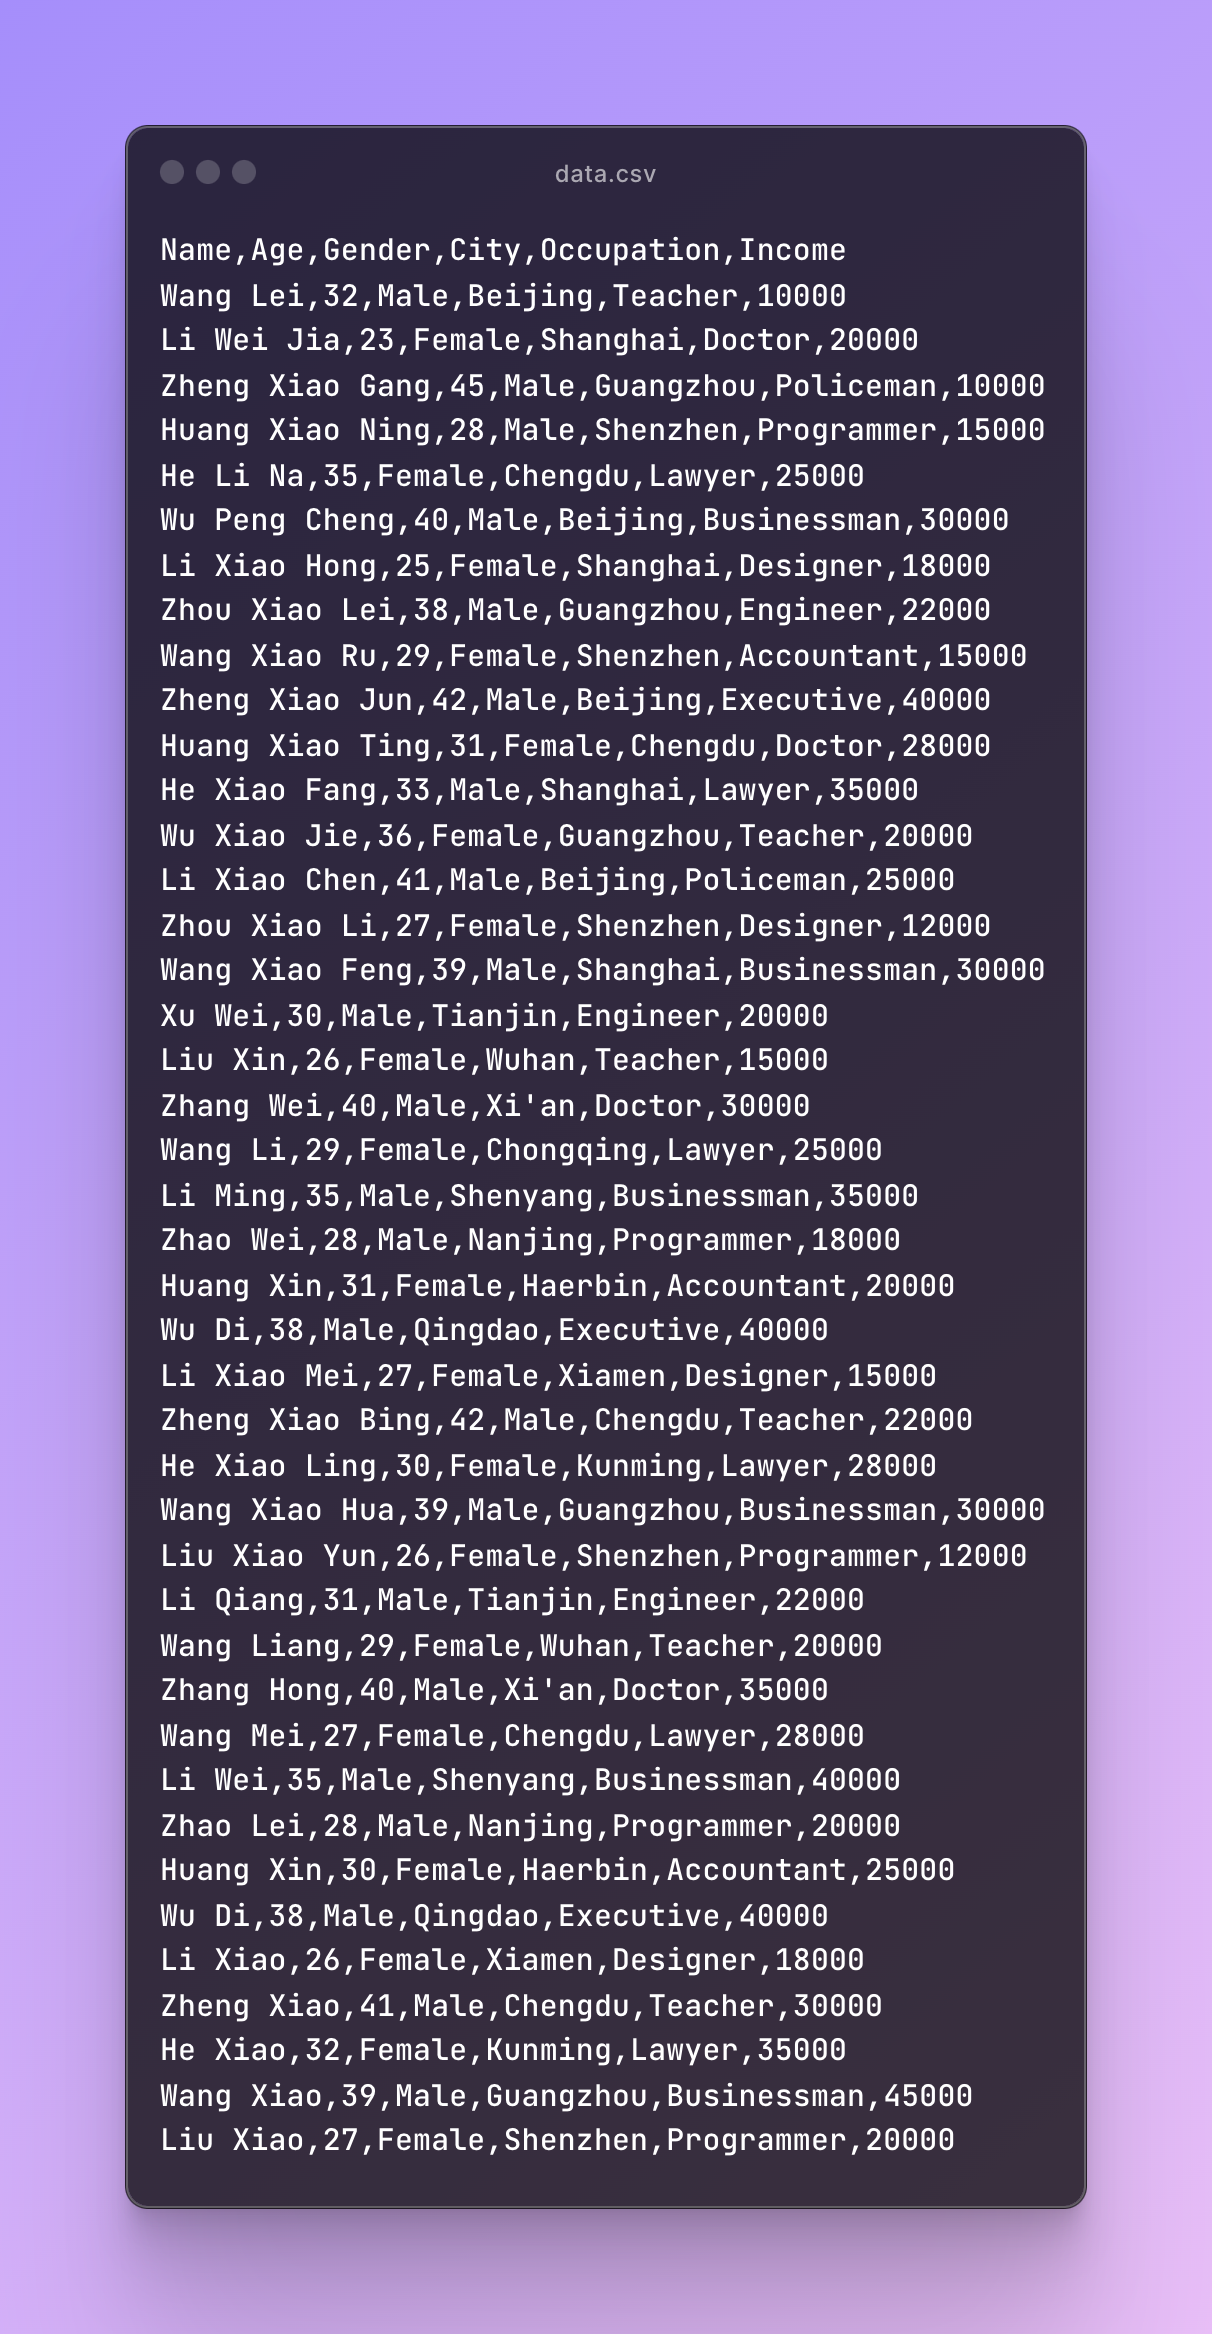 data.csv
Name,Age,Gender,City,Occupation,Income
Wang Lei,32,Male,Beijing,Teacher,10000
Li Wei Jia,23,Female,Shanghai,Doctor,20000
Zheng Xiao Gang,45,Male,Guangzhou,Policeman,10000
Huang Xiao Ning,28,Male,Shenzhen,Programmer,15000
He Li Na,35,Female,Chengdu,Lawyer,25000
Wu Peng Cheng,40,Male,Beijing,Businessman,30000
Li Xiao Hong,25,Female,Shanghai,Designer,18000
Zhou Xiao Lei,38,Male,Guangzhou,Engineer,22000
Wang Xiao Ru,29,Female,Shenzhen,Accountant,15000
Zheng Xiao Jun,42,Male,Beijing,Executive,40000
Huang Xiao Ting,31,Female,Chengdu,Doctor,28000
He Xiao Fang,33,Male,Shanghai,Lawyer,35000
Wu Xiao Jie,36,Female,Guangzhou,Teacher,20000
Li Xiao Chen,41,Male,Beijing,Policeman,25000
Zhou Xiao Li,27,Female,Shenzhen,Designer,12000
Wang Xiao Feng,39,Male,Shanghai,Businessman,30000
Xu Wei,30,Male,Tianjin,Engineer,20000
Liu Xin,26,Female,Wuhan,Teacher,15000
Zhang Wei,40,Male,Xi'an,Doctor,30000
Wang Li,29,Female,Chongqing,Lawyer,25000
Li Ming,35,Male,Shenyang,Businessman,35000
Zhao Wei,28,Male,Nanjing,Programmer,18000
Huang Xin,31,Female,Haerbin,Accountant,20000
Wu Di,38,Male,Qingdao,Executive,40000
Li Xiao Mei,27,Female,Xiamen,Designer,15000
Zheng Xiao Bing,42,Male,Chengdu,Teacher,22000
He Xiao Ling,30,Female,Kunming,Lawyer,28000
Wang Xiao Hua,39,Male,Guangzhou,Businessman,30000
Liu Xiao Yun,26,Female,Shenzhen,Programmer,12000
Li Qiang,31,Male,Tianjin,Engineer,22000
Wang Liang,29,Female,Wuhan,Teacher,20000
Zhang Hong,40,Male,Xi'an,Doctor,35000
Wang Mei,27,Female,Chengdu,Lawyer,28000
Li Wei,35,Male,Shenyang,Businessman,40000
Zhao Lei,28,Male,Nanjing,Programmer,20000
Huang Xin,30,Female,Haerbin,Accountant,25000
Wu Di,38,Male,Qingdao,Executive,40000
Li Xiao,26,Female,Xiamen,Designer,18000
Zheng Xiao,41,Male,Chengdu,Teacher,30000
He Xiao,32,Female,Kunming,Lawyer,35000
Wang Xiao,39,Male,Guangzhou,Businessman,45000
Liu Xiao,27,Female,Shenzhen,Programmer,20000